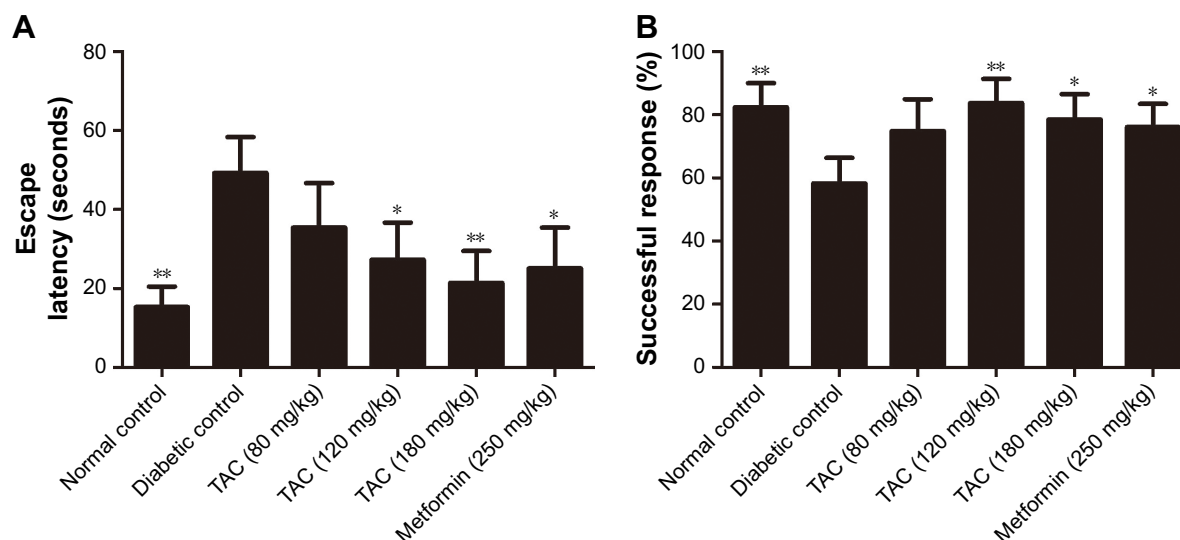 A
Escape
latency (seconds)
80
60
40
20
0
**
*
**
*
Normal control
Diabetic control
TAC (80 mg/kg)
TAC (120 mg/kg)
TAC (180 mg/kg)
Metformin (250 mg/kg)
B
Successful response (%)
100
80
60
40
20
0
**
**
*
*
Normal control
Diabetic control
TAC (80 mg/kg)
TAC (120 mg/kg)
TAC (180 mg/kg)
Metformin (250 mg/kg)